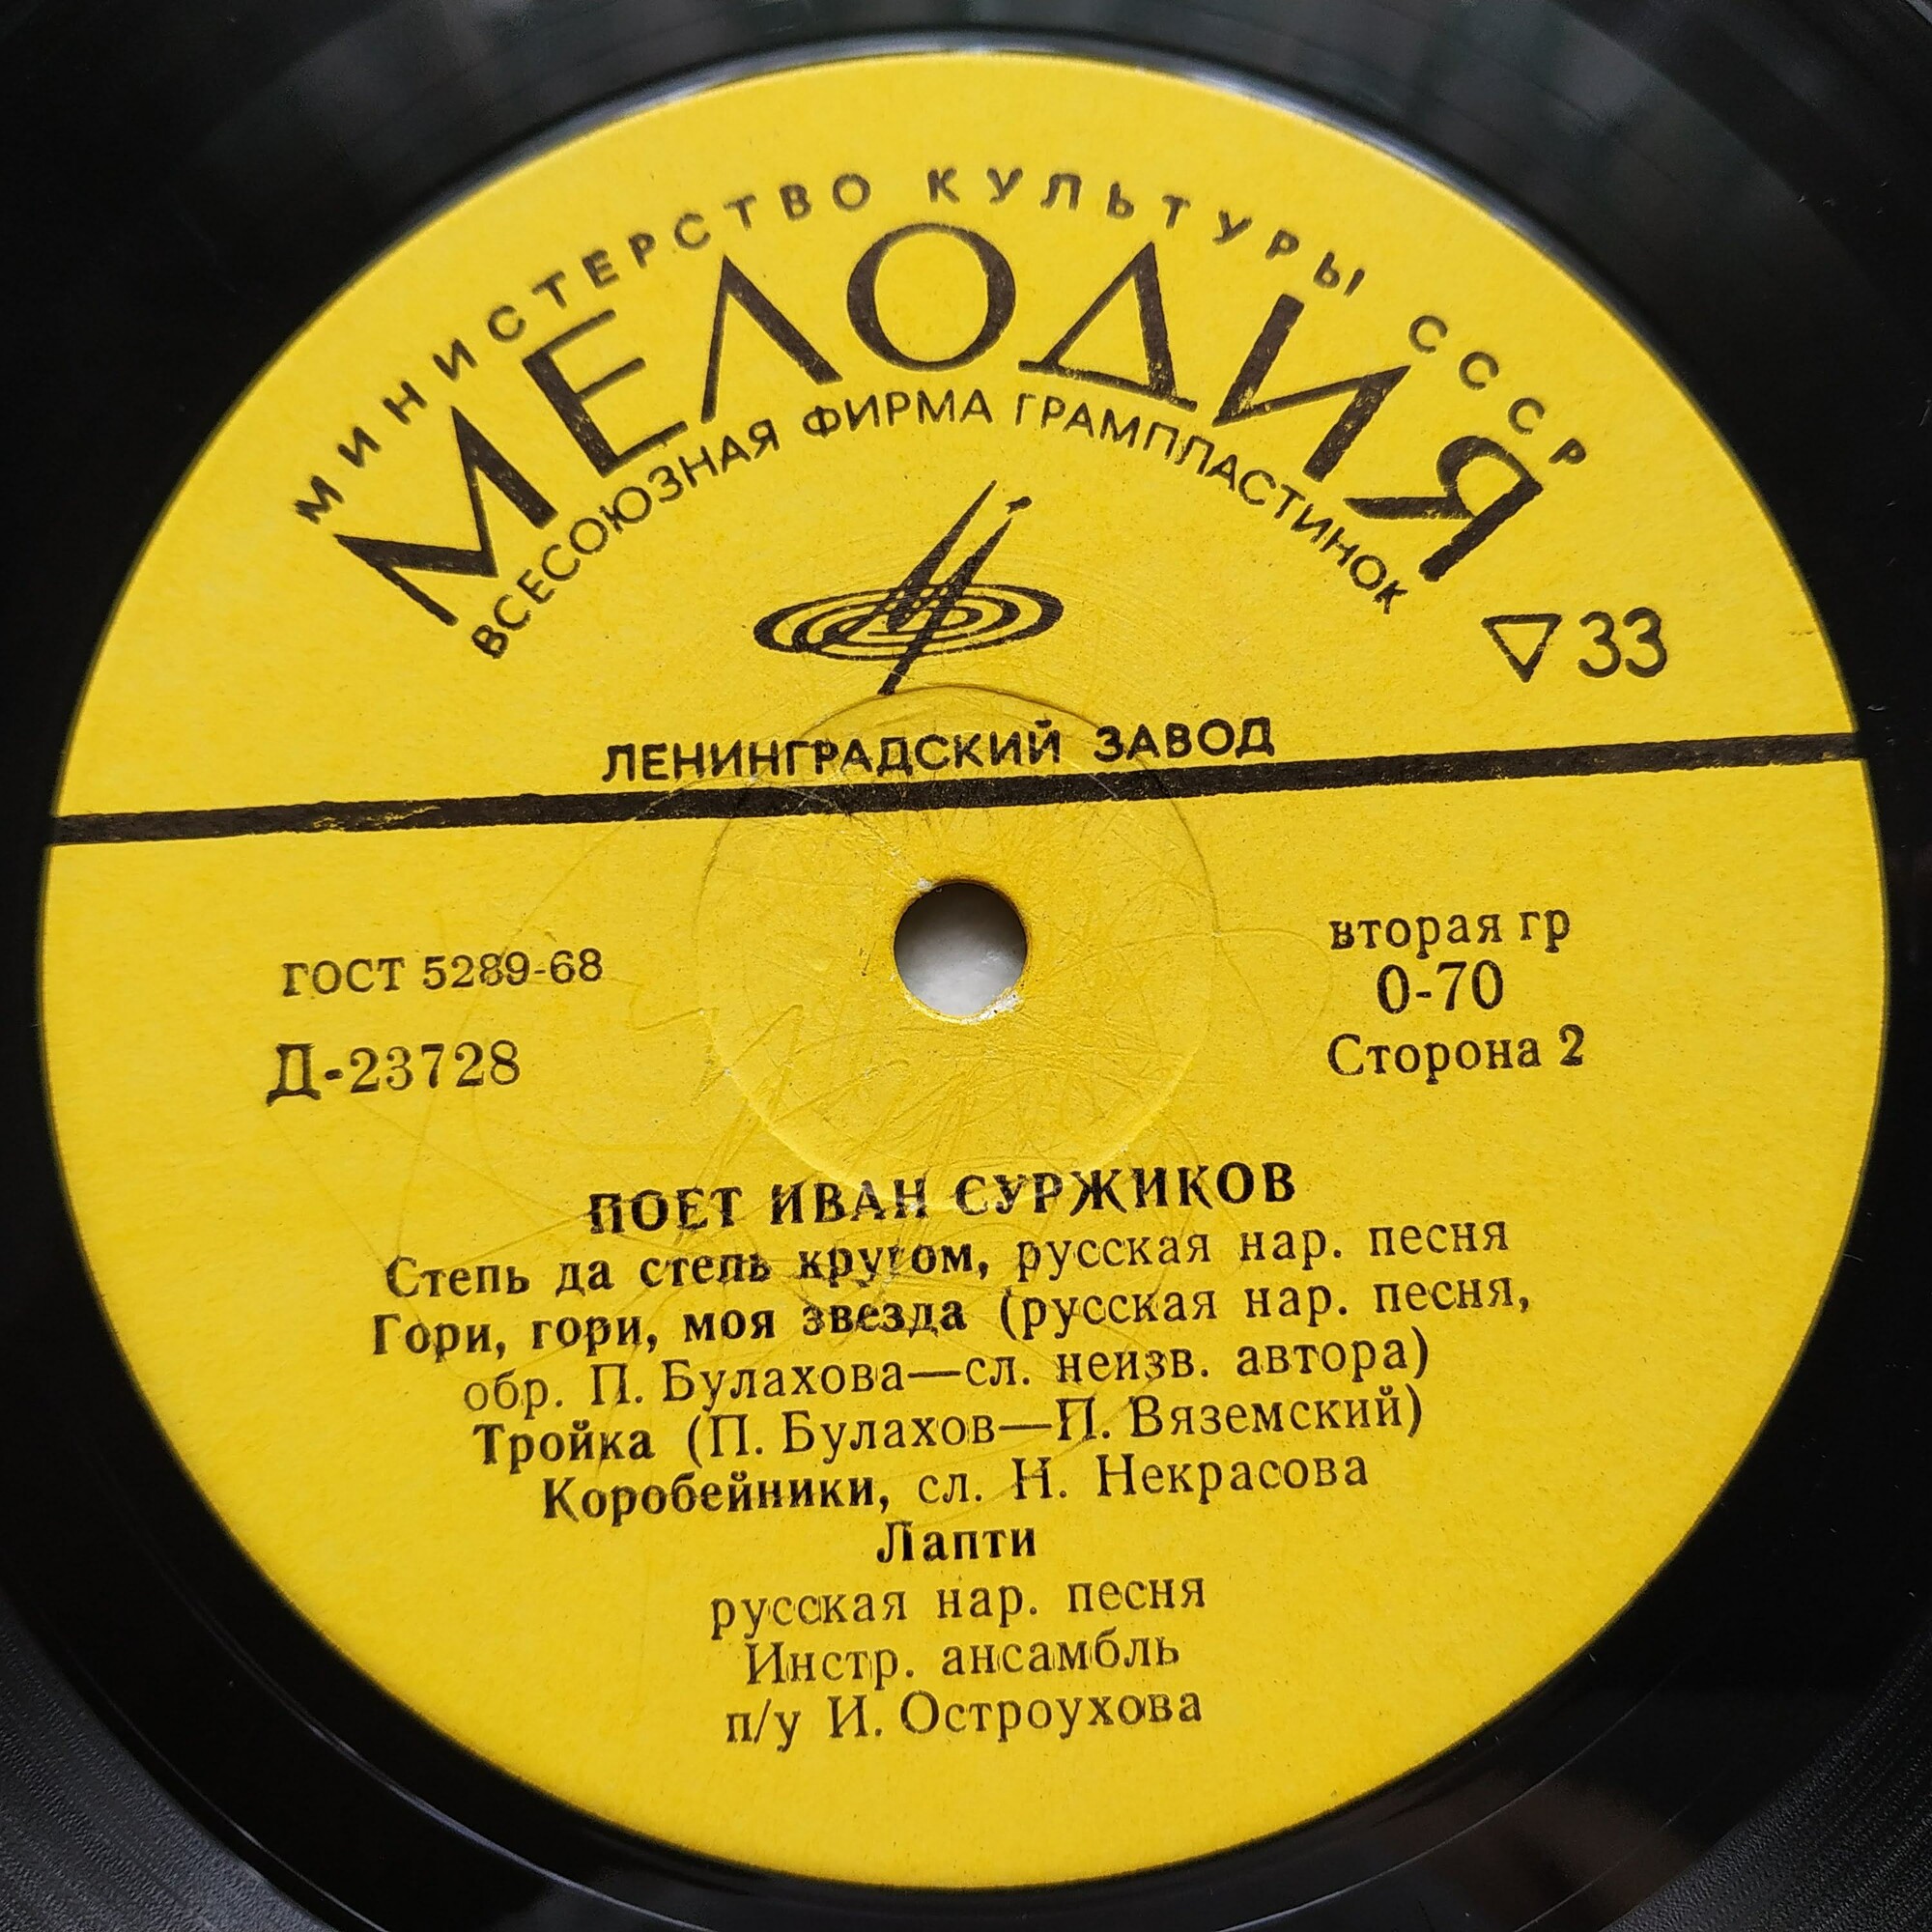 МИНИСТЕРСТВО КУЛЬТУРЫ СССР
МЕЛОДИЯ
ВСЕСОЮЗНАЯ ФИРМА ГРАМПЛАСТИНОК
33
ЛЕНИНГРАДСКИЙ ЗАВОД
ГОСТ 5289-68
Д-23728
вторая гр
0-70
Сторона 2
ПОЕТ ИВАН СУРЖИКОВ
Степь да степь кругом, русская нар. песня
Гори, гори, моя звезда (русская нар. песня,
обр. П. Булахова—сл. неизв. автора)
Тройка (П. Булахов—П. Вяземский)
Коробейники, сл. Н. Некрасова
Лапти
русская нар. песня
Инстр. ансамбль
п/у И. Остроухова